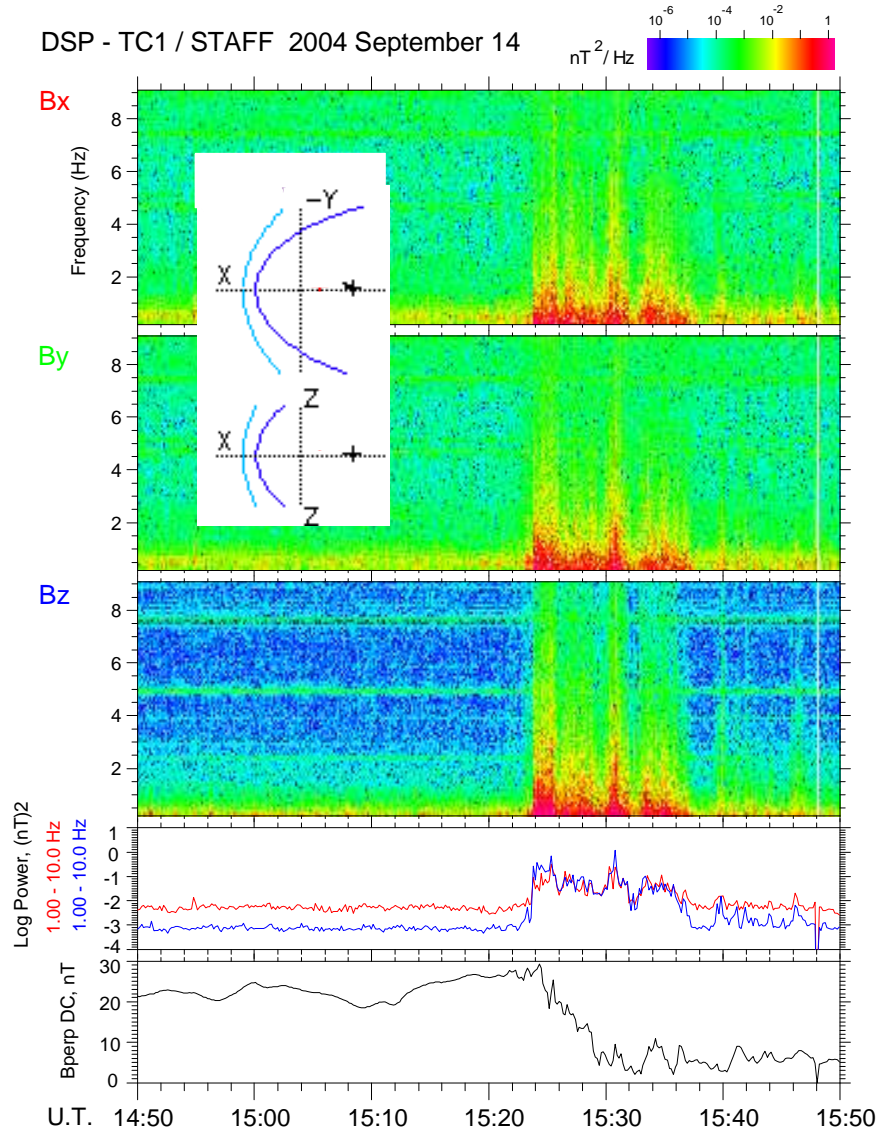 DSP - TC1 / STAFF 2004 September 14
nT²/ Hz
10⁻⁶ 10⁻⁴ 10⁻² 1
Bx
Frequency (Hz)
8
6
4
2
-Y
X
Z
X
Z
By
8
6
4
2
Bz
8
6
4
2
Log Power, (nT)2
1.00 - 10.0 Hz
1.00 - 10.0 Hz
1
0
-1
-2
-3
-4
Bperp DC, nT
30
20
10
0
U.T. 14:50 15:00 15:10 15:20 15:30 15:40 15:50